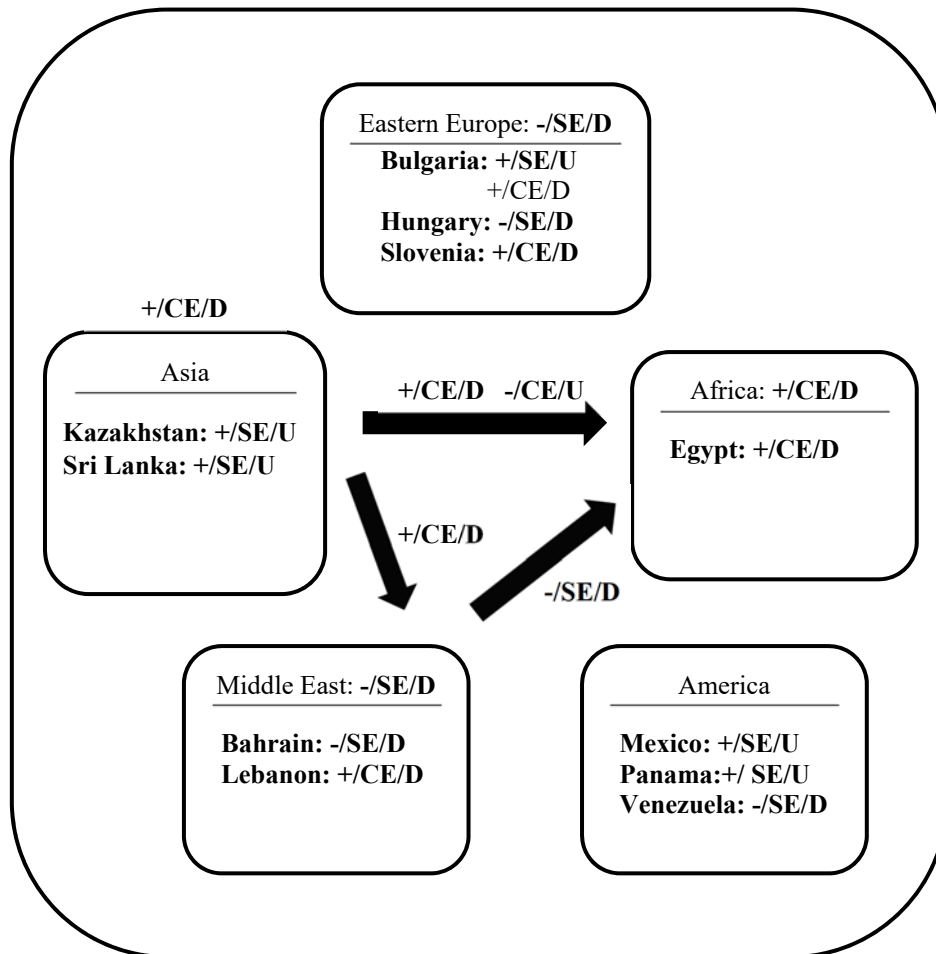 Eastern Europe: -/SE/D
Bulgaria: +/SE/U
+/CE/D
Hungary: -/SE/D
Slovenia: +/CE/D
+/CE/D
Asia
Kazakhstan: +/SE/U
Sri Lanka: +/SE/U
+/CE/D -/CE/U
Africa: +/CE/D
Egypt: +/CE/D
+/CE/D
-/SE/D
Middle East: -/SE/D
Bahrain: -/SE/D
Lebanon: +/CE/D
America
Mexico: +/SE/U
Panama:+/ SE/U
Venezuela: -/SE/D